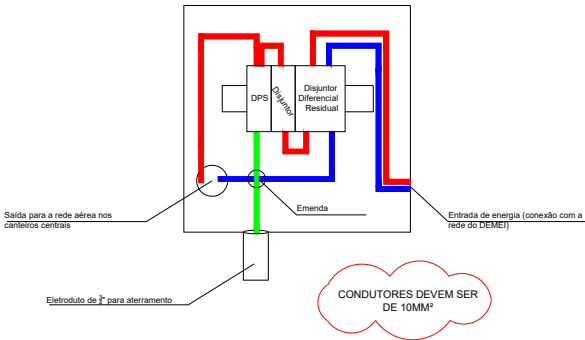 DPS
Disjuntor
Disjuntor
Diferencial
Residual
Saída para a rede aérea nos
canteiros centrais
Emenda
Entrada de energia (conexão com a
rede do DEMEI)
Eletroduto de ¾" para aterramento
CONDUTORES DEVEM SER
DE 10MM²